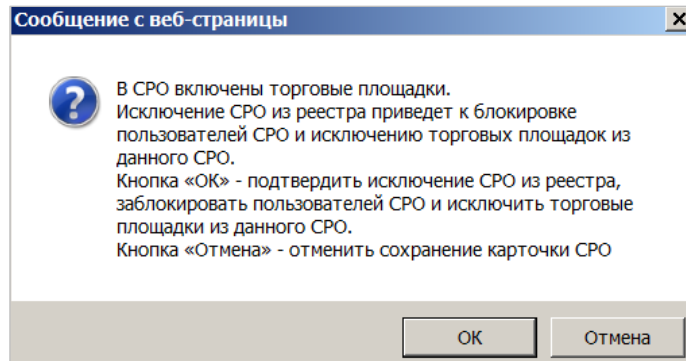 Сообщение с веб-страницы
В СРО включены торговые площадки.
Исключение СРО из реестра приведет к блокировке
пользователей СРО и исключению торговых площадок из
данного СРО.
Кнопка «ОК» - подтвердить исключение СРО из реестра,
заблокировать пользователей СРО и исключить торговые
площадки из данного СРО.
Кнопка «Отмена» - отменить сохранение карточки СРО
ОК Отмена